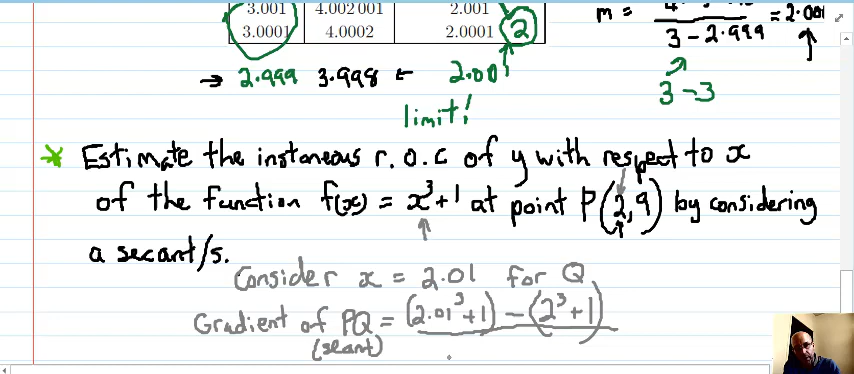 3.001 4.002001 2.001
3.0001 4.0002 2.0001 2
m = = 2.001
3 - 2.999
→ 2.999 3.998 ← 2.001
3→3
limit!
Estimate the instaneous r.o.c of y with respect to x
of the function f(x) = x³+1 at point P(2,9) by considering
a secant/s.
Consider x = 2.01 for Q
Gradient of PQ = (2.01³+1) - (2³+1)
(seant)